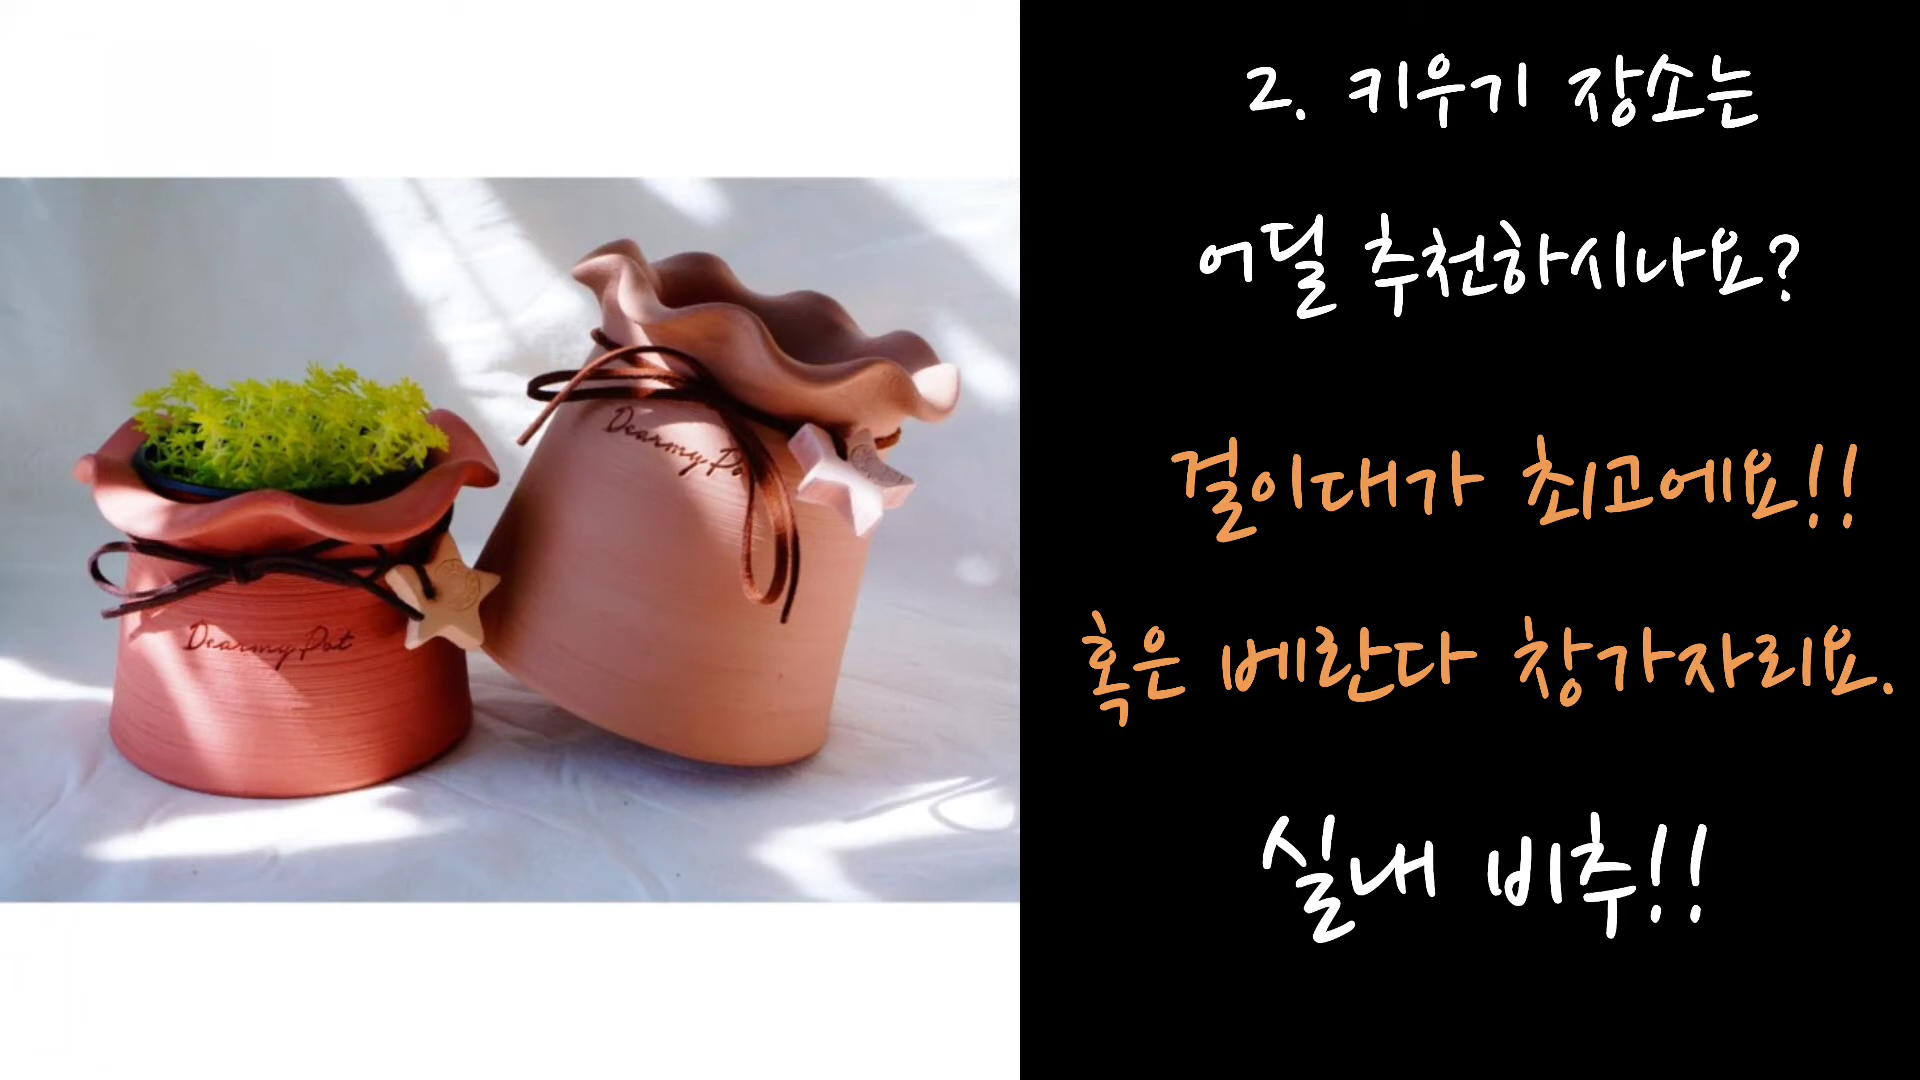 Dearmy Pot
Dearmy Po
2. 키우기 장소는
어딜 추천하시나요?
걸이대가 최고에요!!
혹은 베란다 창가자리요.
실내 비추!!